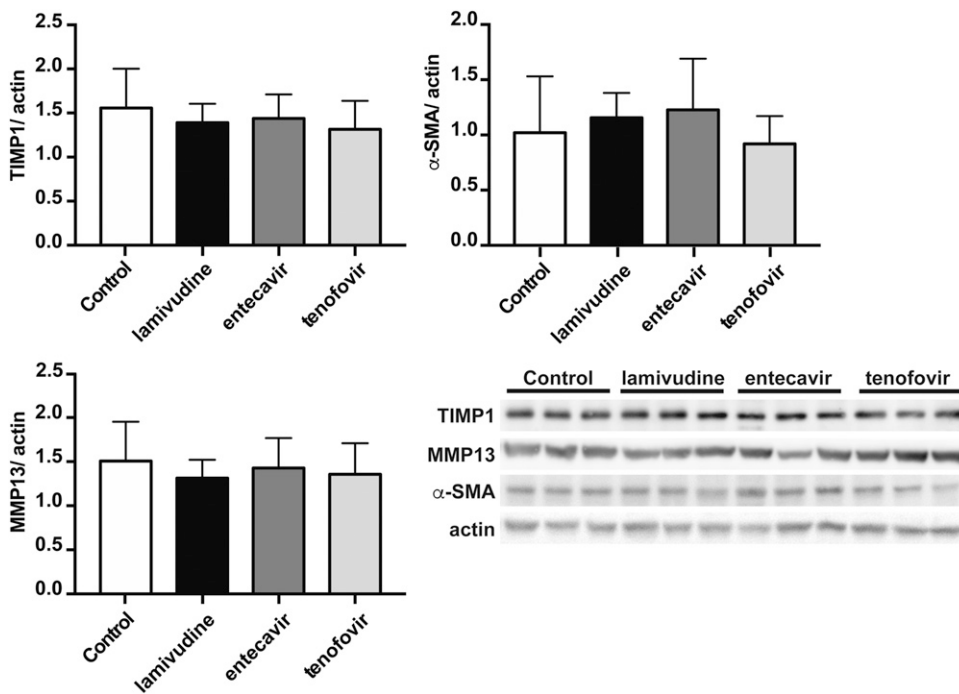 TIMP1/ actin
2.5
2.0
1.5
1.0
0.5
0.0
Control
lamivudine
entecavir
tenofovir
α-SMA/ actin
2.0
1.5
1.0
0.5
0.0
Control
lamivudine
entecavir
tenofovir
MMP13/ actin
2.5
2.0
1.5
1.0
0.5
0.0
Control
lamivudine
entecavir
tenofovir
Control lamivudine entecavir tenofovir
TIMP1
MMP13
α-SMA
actin